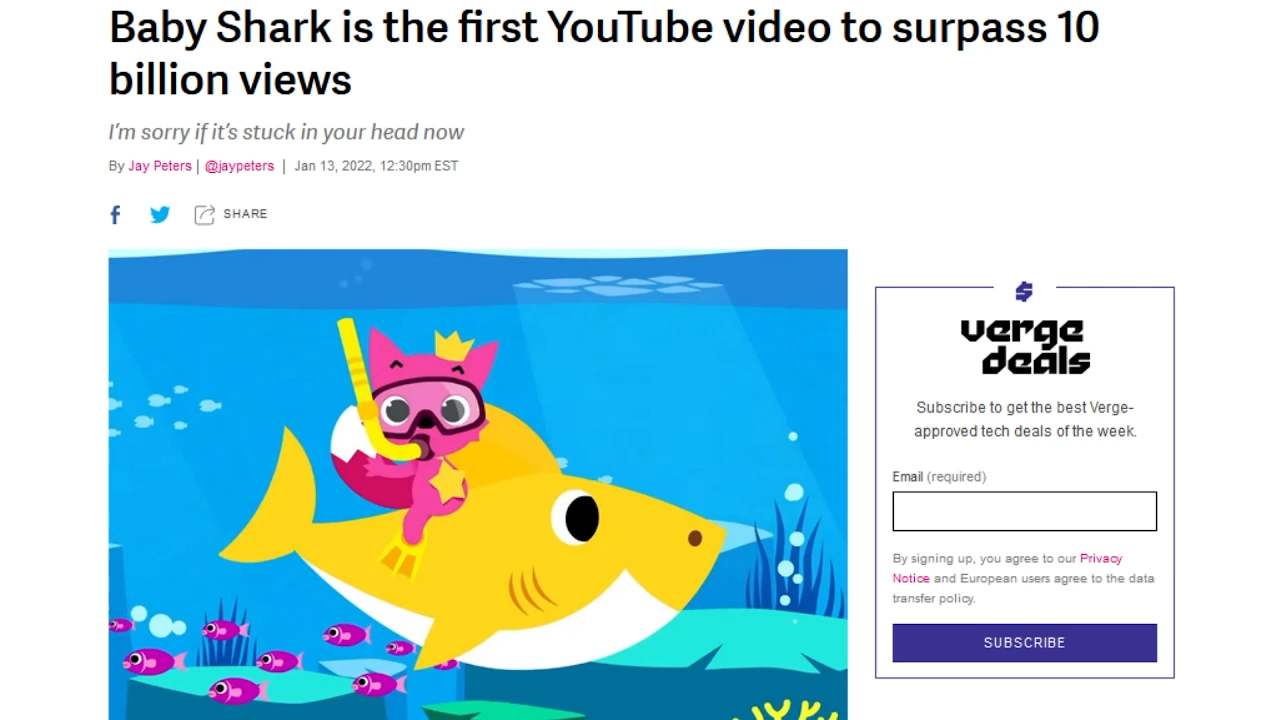 Baby Shark is the first YouTube video to surpass 10
billion views
I'm sorry if it's stuck in your head now
By Jay Peters | @jaypeters | Jan 13, 2022, 12:30pm EST
SHARE
verge
deals
Subscribe to get the best Verge-
approved tech deals of the week.
Email (required)
By signing up, you agree to our Privacy
Notice and European users agree to the data
transfer policy.
SUBSCRIBE